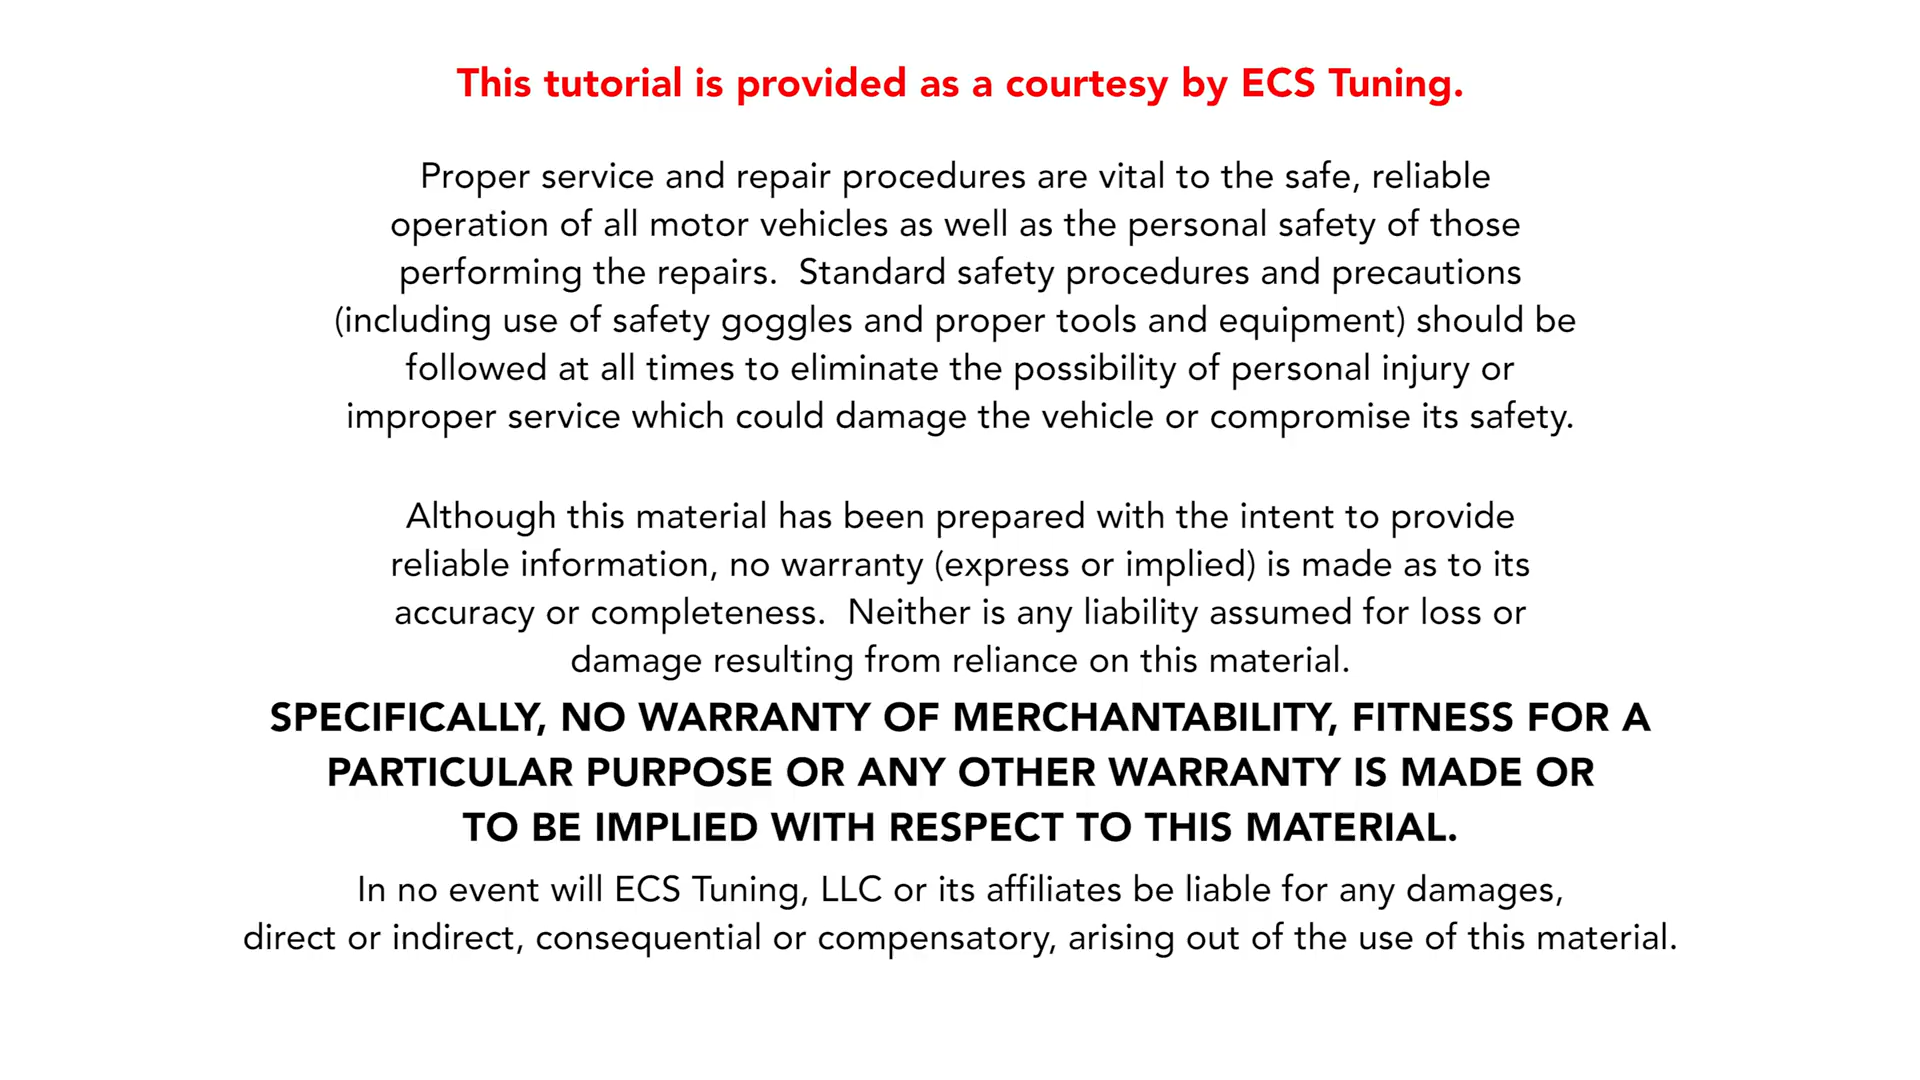 This tutorial is provided as a courtesy by ECS Tuning.
Proper service and repair procedures are vital to the safe, reliable
operation of all motor vehicles as well as the personal safety of those
performing the repairs.  Standard safety procedures and precautions
(including use of safety goggles and proper tools and equipment) should be
followed at all times to eliminate the possibility of personal injury or
improper service which could damage the vehicle or compromise its safety.
Although this material has been prepared with the intent to provide
reliable information, no warranty (express or implied) is made as to its
accuracy or completeness.  Neither is any liability assumed for loss or
damage resulting from reliance on this material.
SPECIFICALLY, NO WARRANTY OF MERCHANTABILITY, FITNESS FOR A
PARTICULAR PURPOSE OR ANY OTHER WARRANTY IS MADE OR
TO BE IMPLIED WITH RESPECT TO THIS MATERIAL.
In no event will ECS Tuning, LLC or its affiliates be liable for any damages,
direct or indirect, consequential or compensatory, arising out of the use of this material.